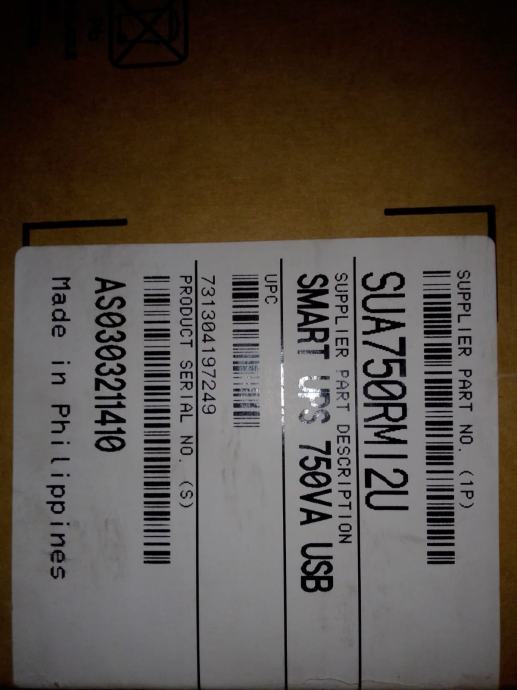 SUPPLIER PART NO. (1P)
SUA750RMI2U
SUPPLIER PART DESCRIPTION
SMART UPS 750VA USB
UPC
731304197249
PRODUCT SERIAL NO. (S)
AS0303211410
Made in Philippines